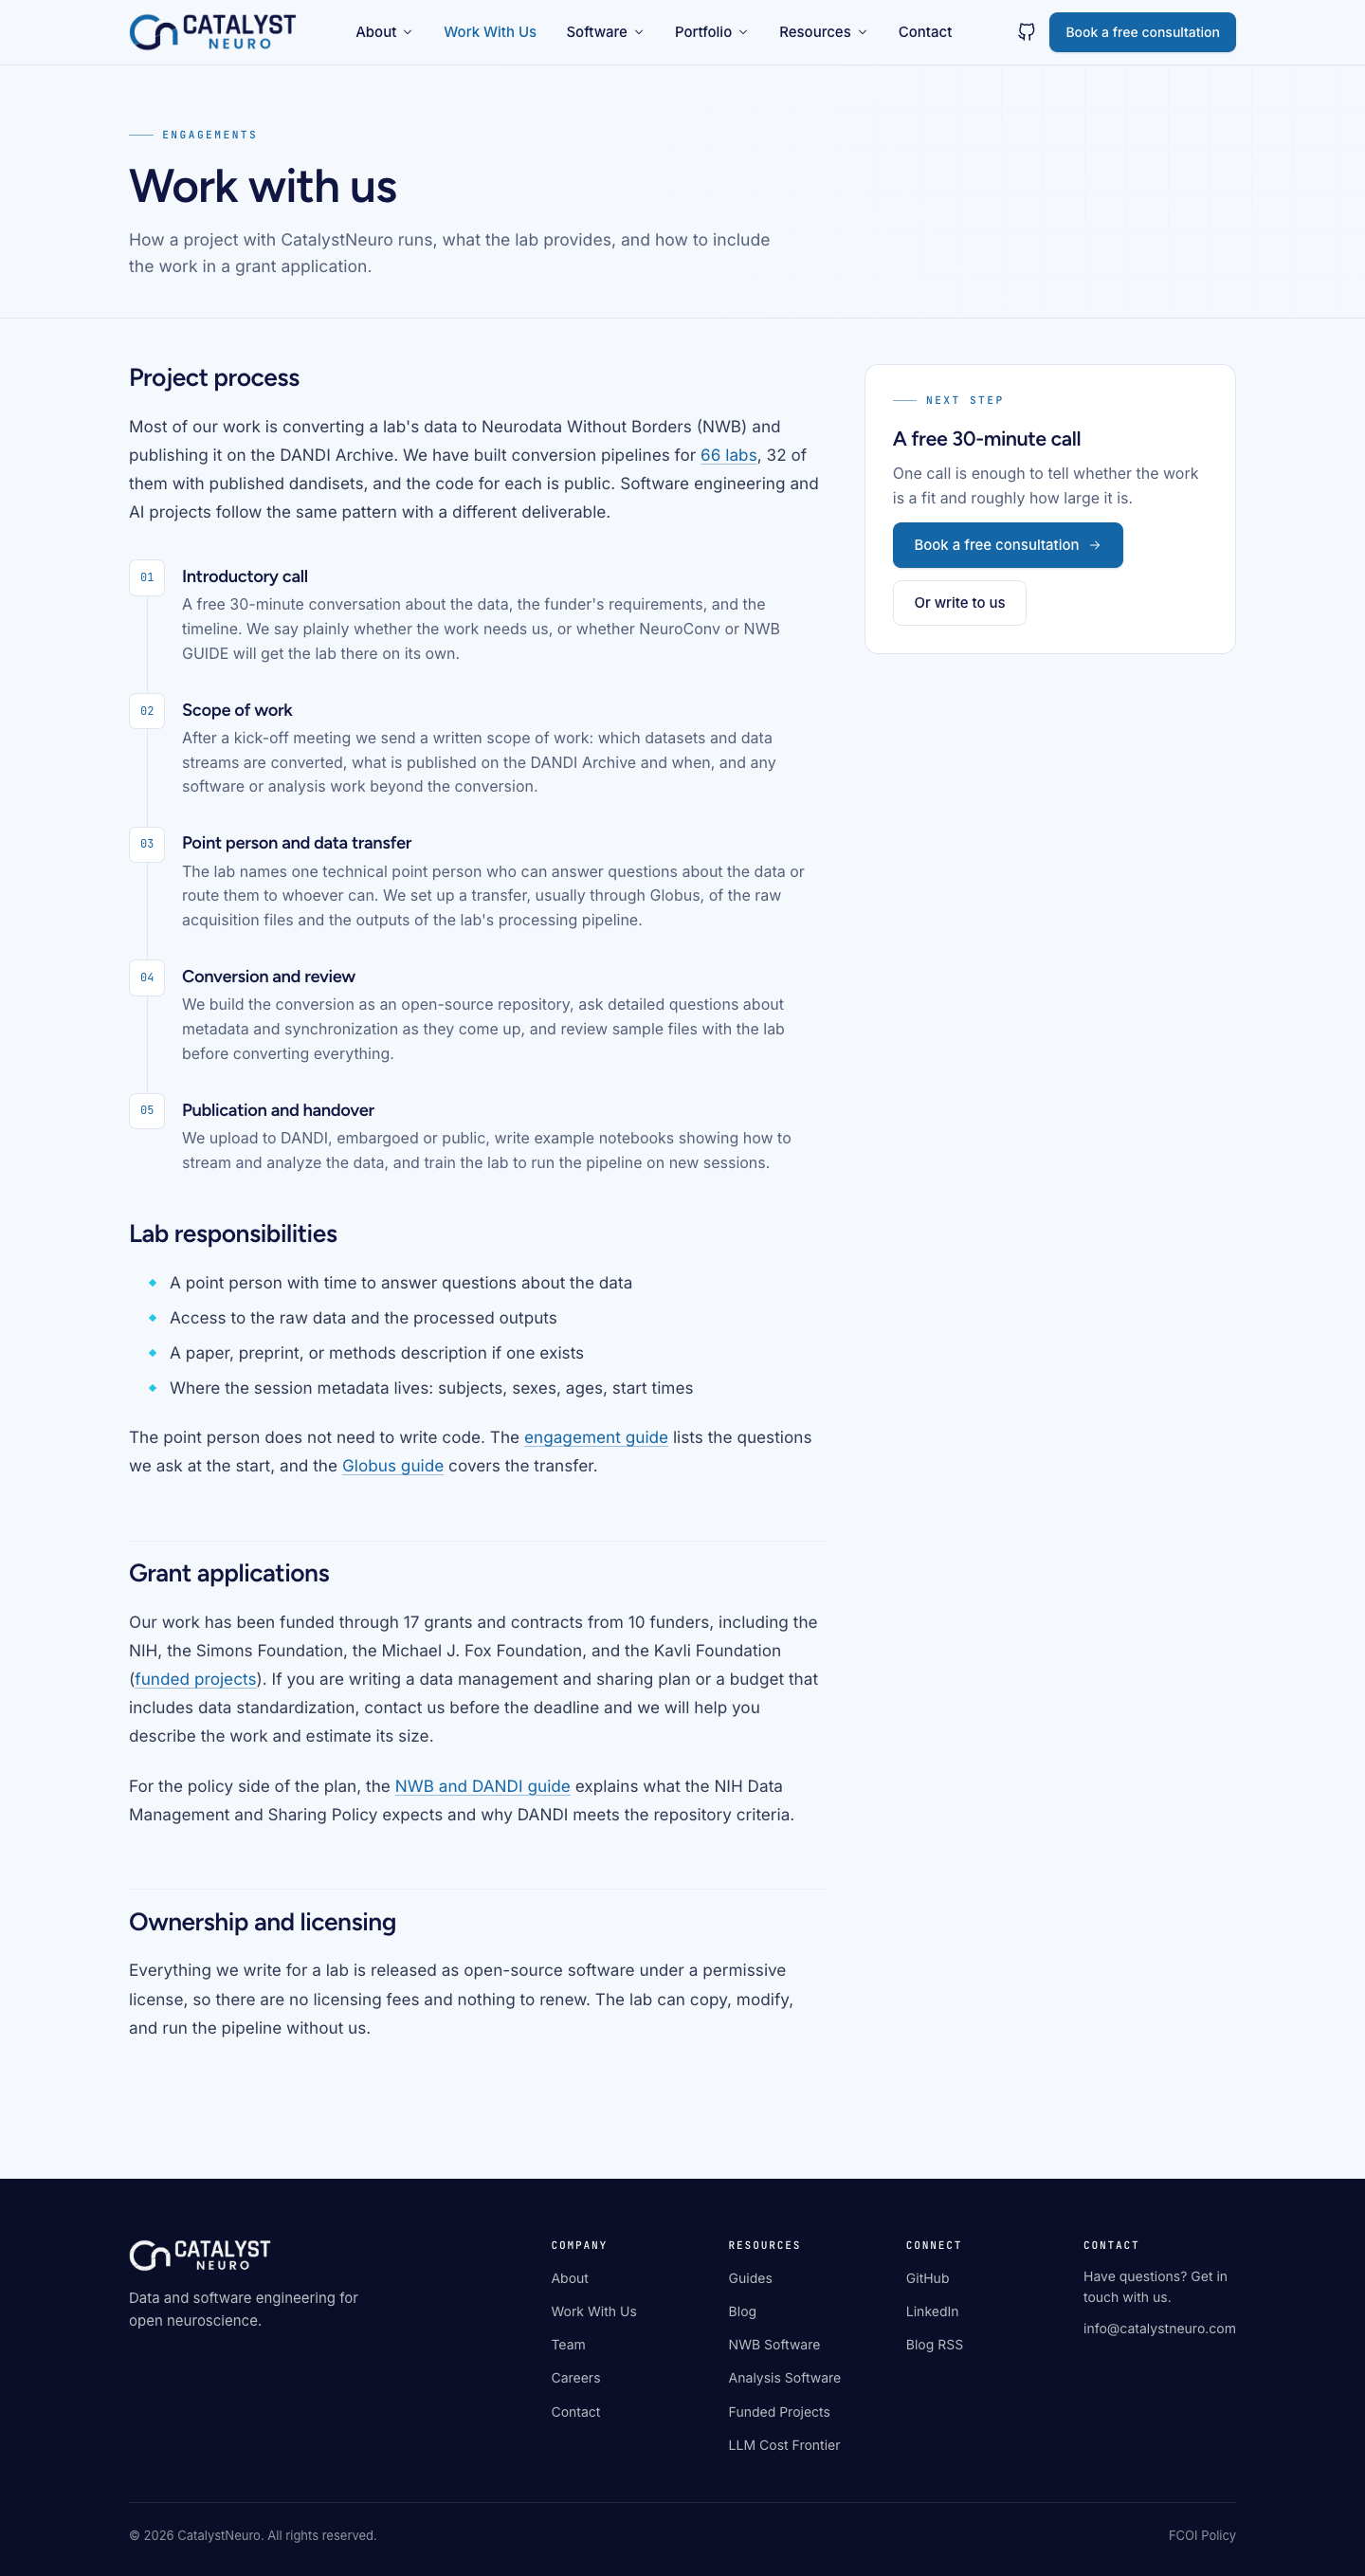 CATALYST
NEURO
About
Work With Us
Software
Portfolio
Resources
Contact
Book a free consultation
ENGAGEMENTS
Work with us
How a project with CatalystNeuro runs, what the lab provides, and how to include
the work in a grant application.
Project process
Most of our work is converting a lab's data to Neurodata Without Borders (NWB) and
publishing it on the DANDI Archive. We have built conversion pipelines for 66 labs, 32 of
them with published dandisets, and the code for each is public. Software engineering and
AI projects follow the same pattern with a different deliverable.
01
Introductory call
A free 30-minute conversation about the data, the funder's requirements, and the
timeline. We say plainly whether the work needs us, or whether NeuroConv or NWB
GUIDE will get the lab there on its own.
02
Scope of work
After a kick-off meeting we send a written scope of work: which datasets and data
streams are converted, what is published on the DANDI Archive and when, and any
software or analysis work beyond the conversion.
03
Point person and data transfer
The lab names one technical point person who can answer questions about the data or
route them to whoever can. We set up a transfer, usually through Globus, of the raw
acquisition files and the outputs of the lab's processing pipeline.
04
Conversion and review
We build the conversion as an open-source repository, ask detailed questions about
metadata and synchronization as they come up, and review sample files with the lab
before converting everything.
05
Publication and handover
We upload to DANDI, embargoed or public, write example notebooks showing how to
stream and analyze the data, and train the lab to run the pipeline on new sessions.
NEXT STEP
A free 30-minute call
One call is enough to tell whether the work
is a fit and roughly how large it is.
Book a free consultation →
Or write to us
Lab responsibilities
A point person with time to answer questions about the data
Access to the raw data and the processed outputs
A paper, preprint, or methods description if one exists
Where the session metadata lives: subjects, sexes, ages, start times
The point person does not need to write code. The engagement guide lists the questions
we ask at the start, and the Globus guide covers the transfer.
Grant applications
Our work has been funded through 17 grants and contracts from 10 funders, including the
NIH, the Simons Foundation, the Michael J. Fox Foundation, and the Kavli Foundation
(funded projects). If you are writing a data management and sharing plan or a budget that
includes data standardization, contact us before the deadline and we will help you
describe the work and estimate its size.
For the policy side of the plan, the NWB and DANDI guide explains what the NIH Data
Management and Sharing Policy expects and why DANDI meets the repository criteria.
Ownership and licensing
Everything we write for a lab is released as open-source software under a permissive
license, so there are no licensing fees and nothing to renew. The lab can copy, modify,
and run the pipeline without us.
CATALYST
NEURO
Data and software engineering for
open neuroscience.
COMPANY
About
Work With Us
Team
Careers
Contact
RESOURCES
Guides
Blog
NWB Software
Analysis Software
Funded Projects
LLM Cost Frontier
CONNECT
GitHub
LinkedIn
Blog RSS
CONTACT
Have questions? Get in
touch with us.
info@catalystneuro.com
© 2026 CatalystNeuro. All rights reserved.
FCOI Policy